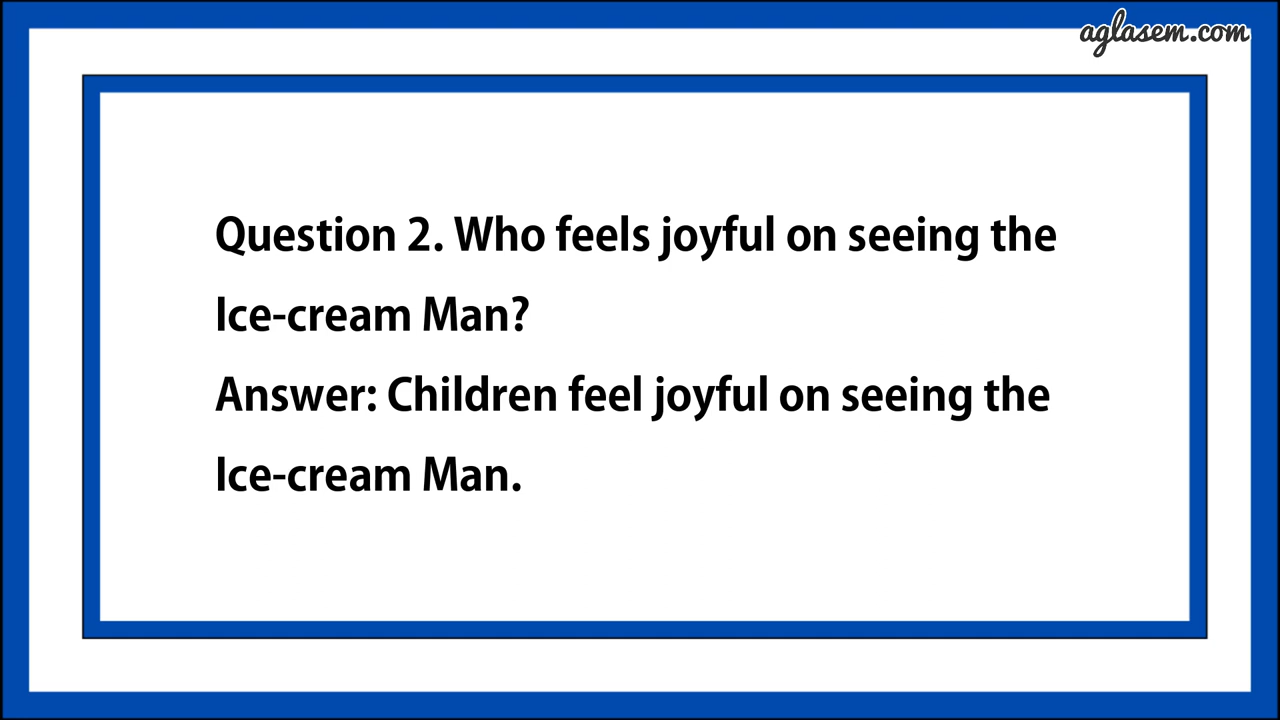 aglasem.com
Question 2. Who feels joyful on seeing the
Ice-cream Man?
Answer: Children feel joyful on seeing the
Ice-cream Man.